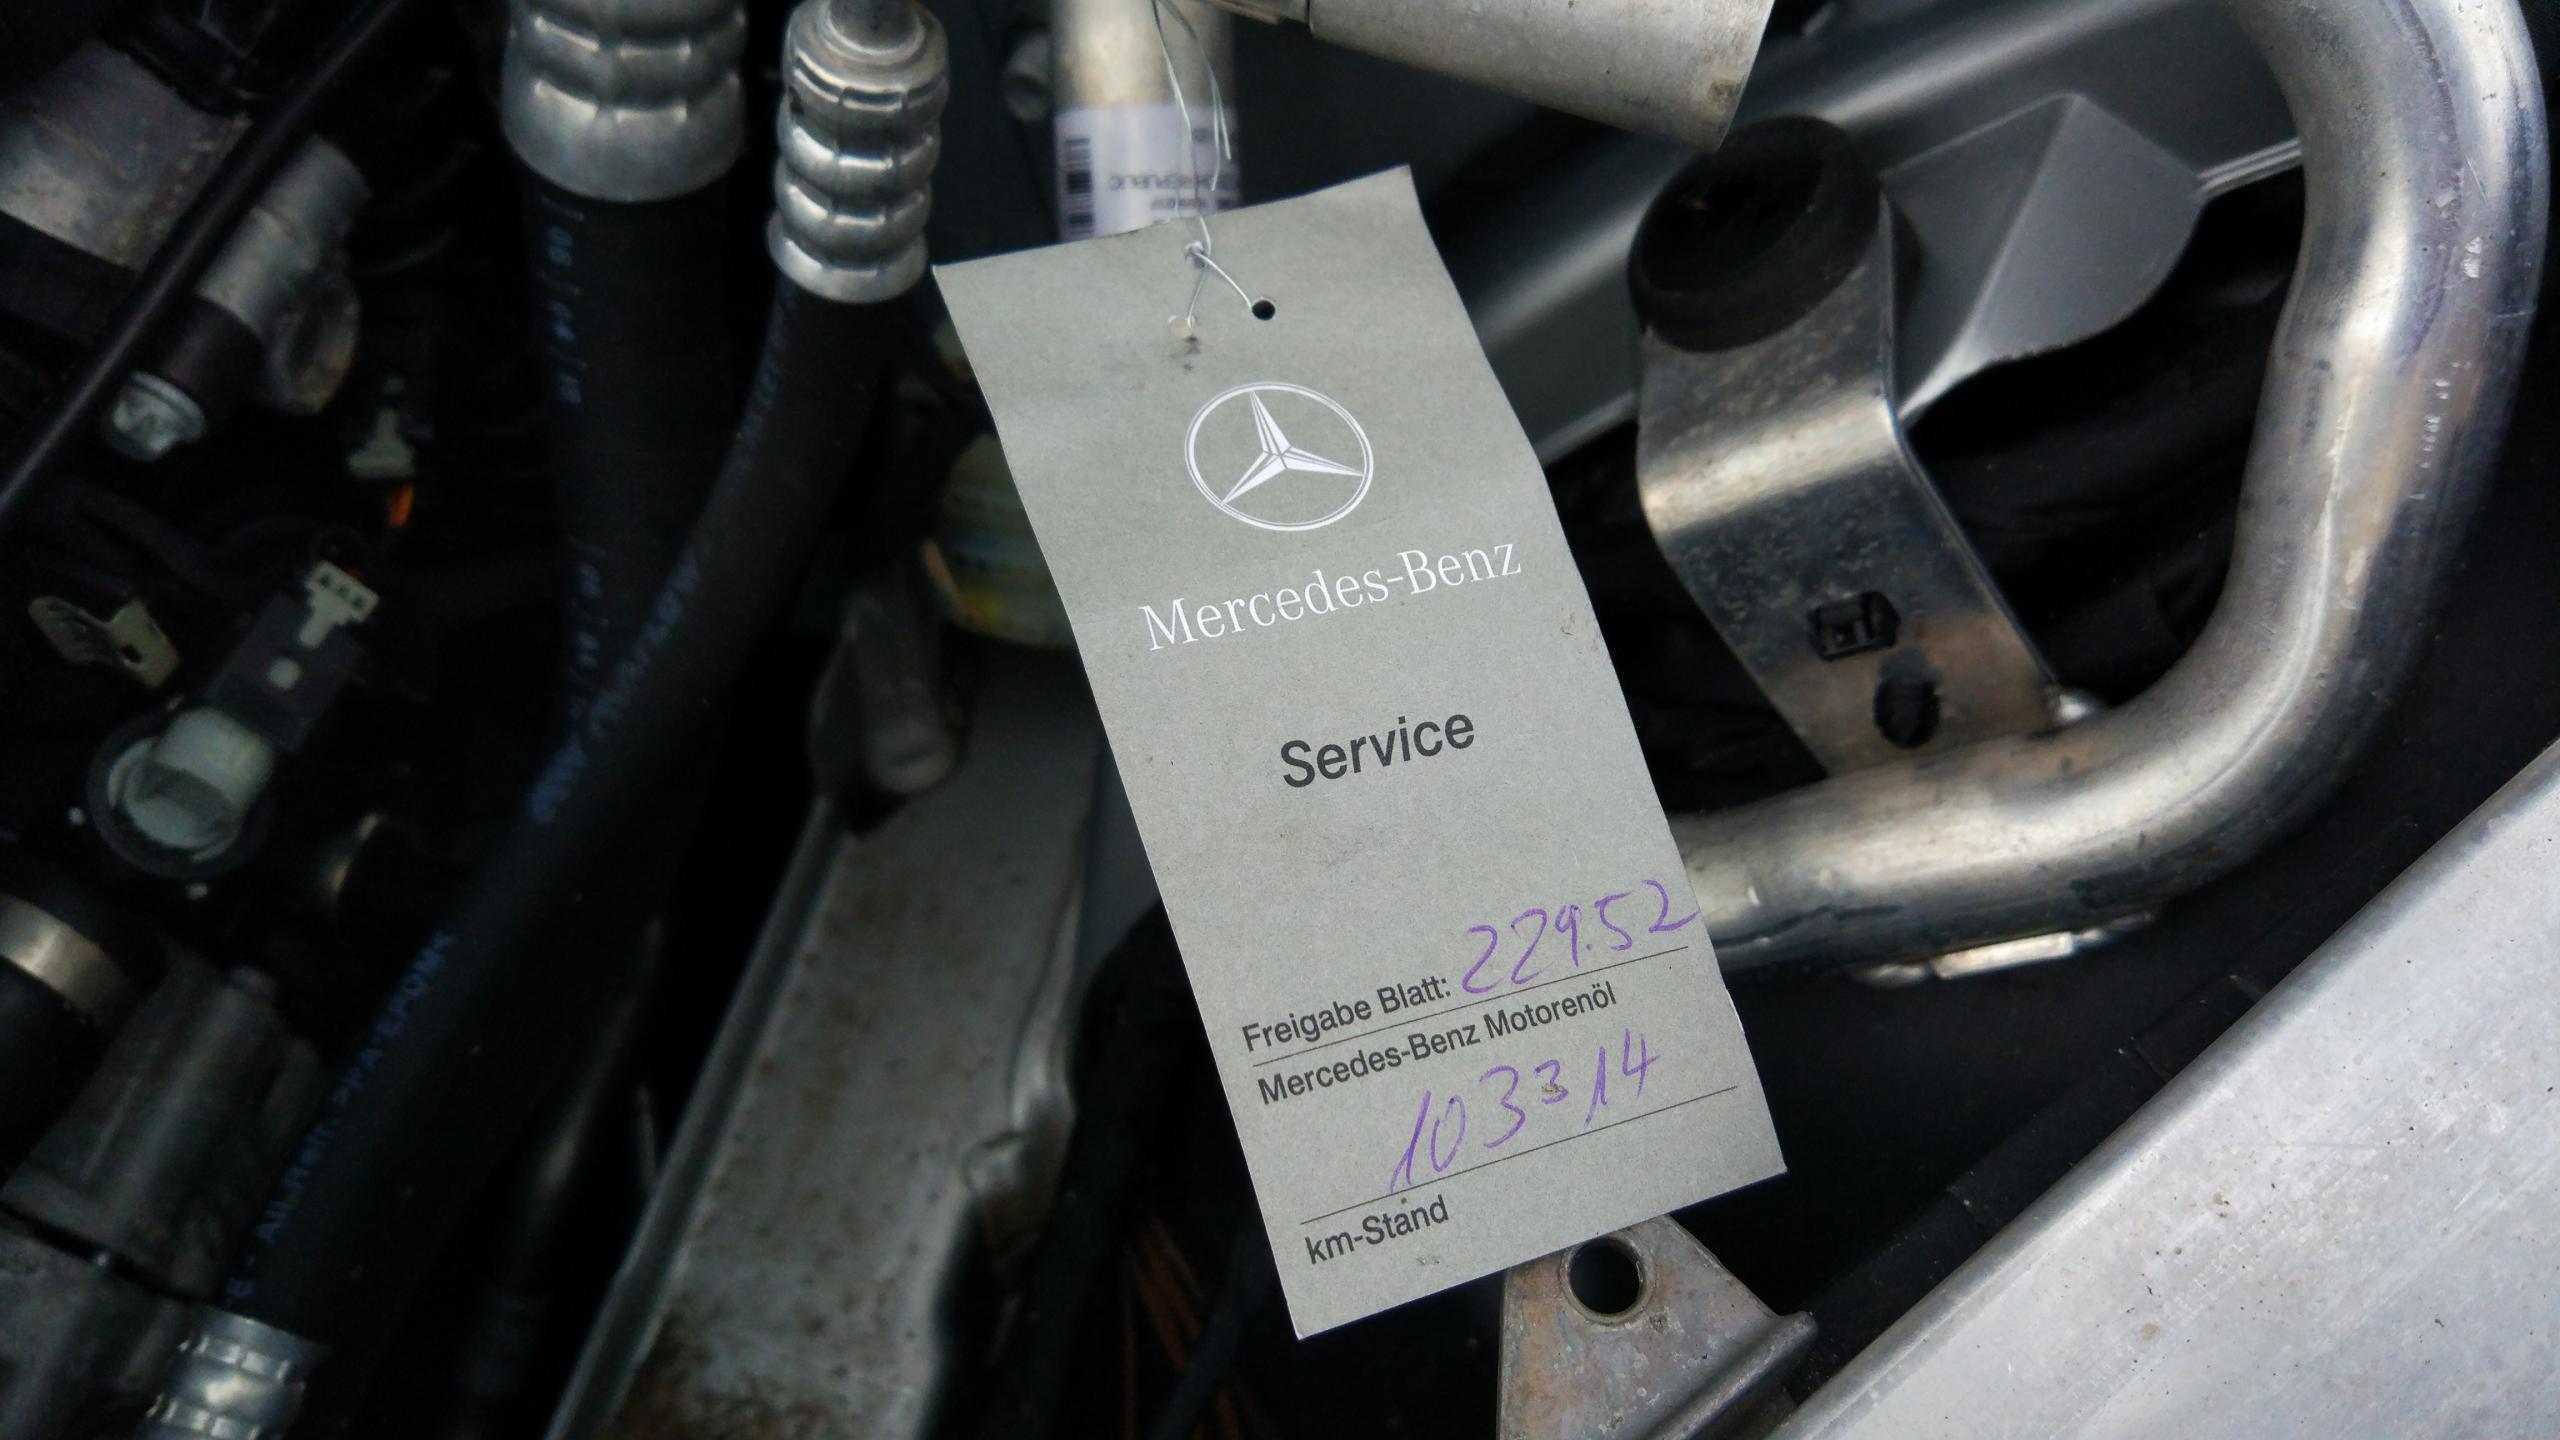 Mercedes-Benz
Service
Freigabe Blatt: 229.52
Mercedes-Benz Motorenöl
103314
km-Stand